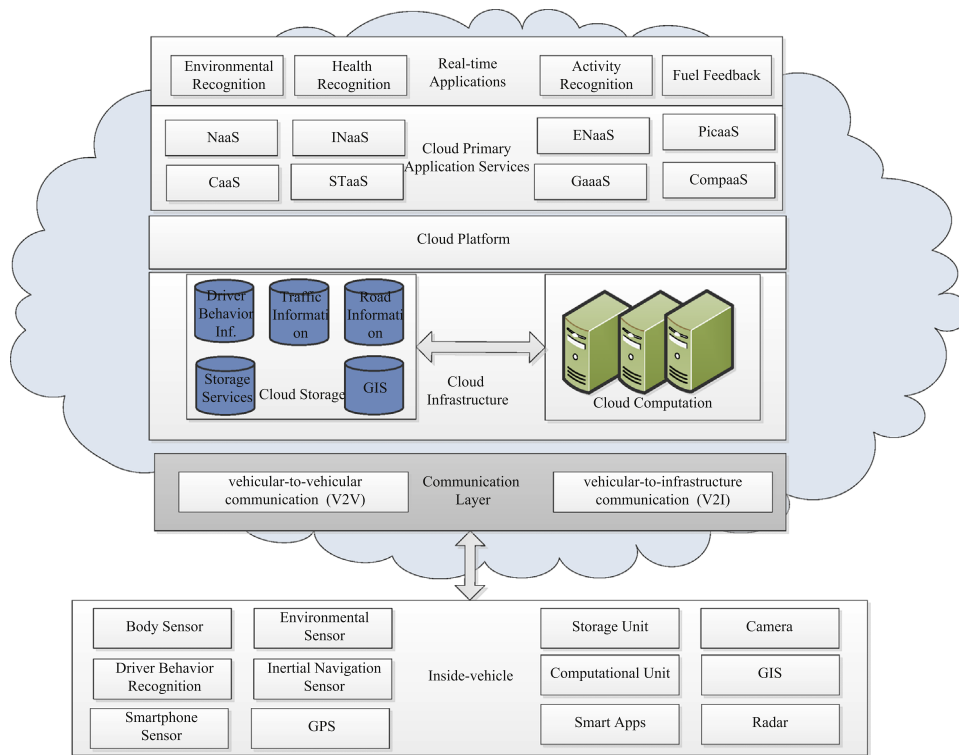 Environmental
Recognition
Health
Recognition
Real-time
Applications
Activity
Recognition
Fuel Feedback
NaaS
INaaS
ENaaS
PicaaS
Cloud Primary
Application Services
CaaS
STaaS
GaaaS
CompaaS
Cloud Platform
Driver
Behavior
Inf.
Traffic
Informati
on
Road
Informati
on
Storage
Services
Cloud Storage
GIS
Cloud
Infrastructure
Cloud Computation
vehicular-to-vehicular
communication (V2V)
Communication
Layer
vehicular-to-infrastructure
communication (V2I)
Body Sensor
Environmental
Sensor
Storage Unit
Camera
Driver Behavior
Recognition
Inertial Navigation
Sensor
Inside-vehicle
Computational Unit
GIS
Smartphone
Sensor
GPS
Smart Apps
Radar